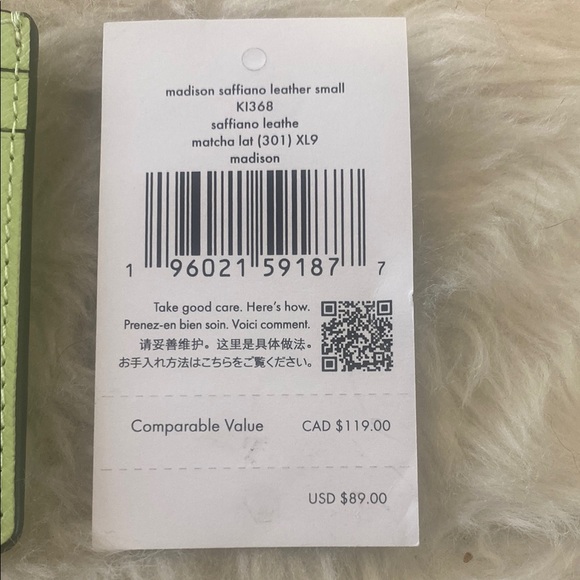 madison saffiano leather small
KI368
saffiano leathe
matcha lat (301) XL9
madison
1 96021 59187 7
Take good care. Here's how.
Prenez-en bien soin. Voici comment.
请妥善维护。这里是具体做法。
お手入れ方法はこちらをご覧ください。
Comparable Value CAD $119.00
USD $89.00